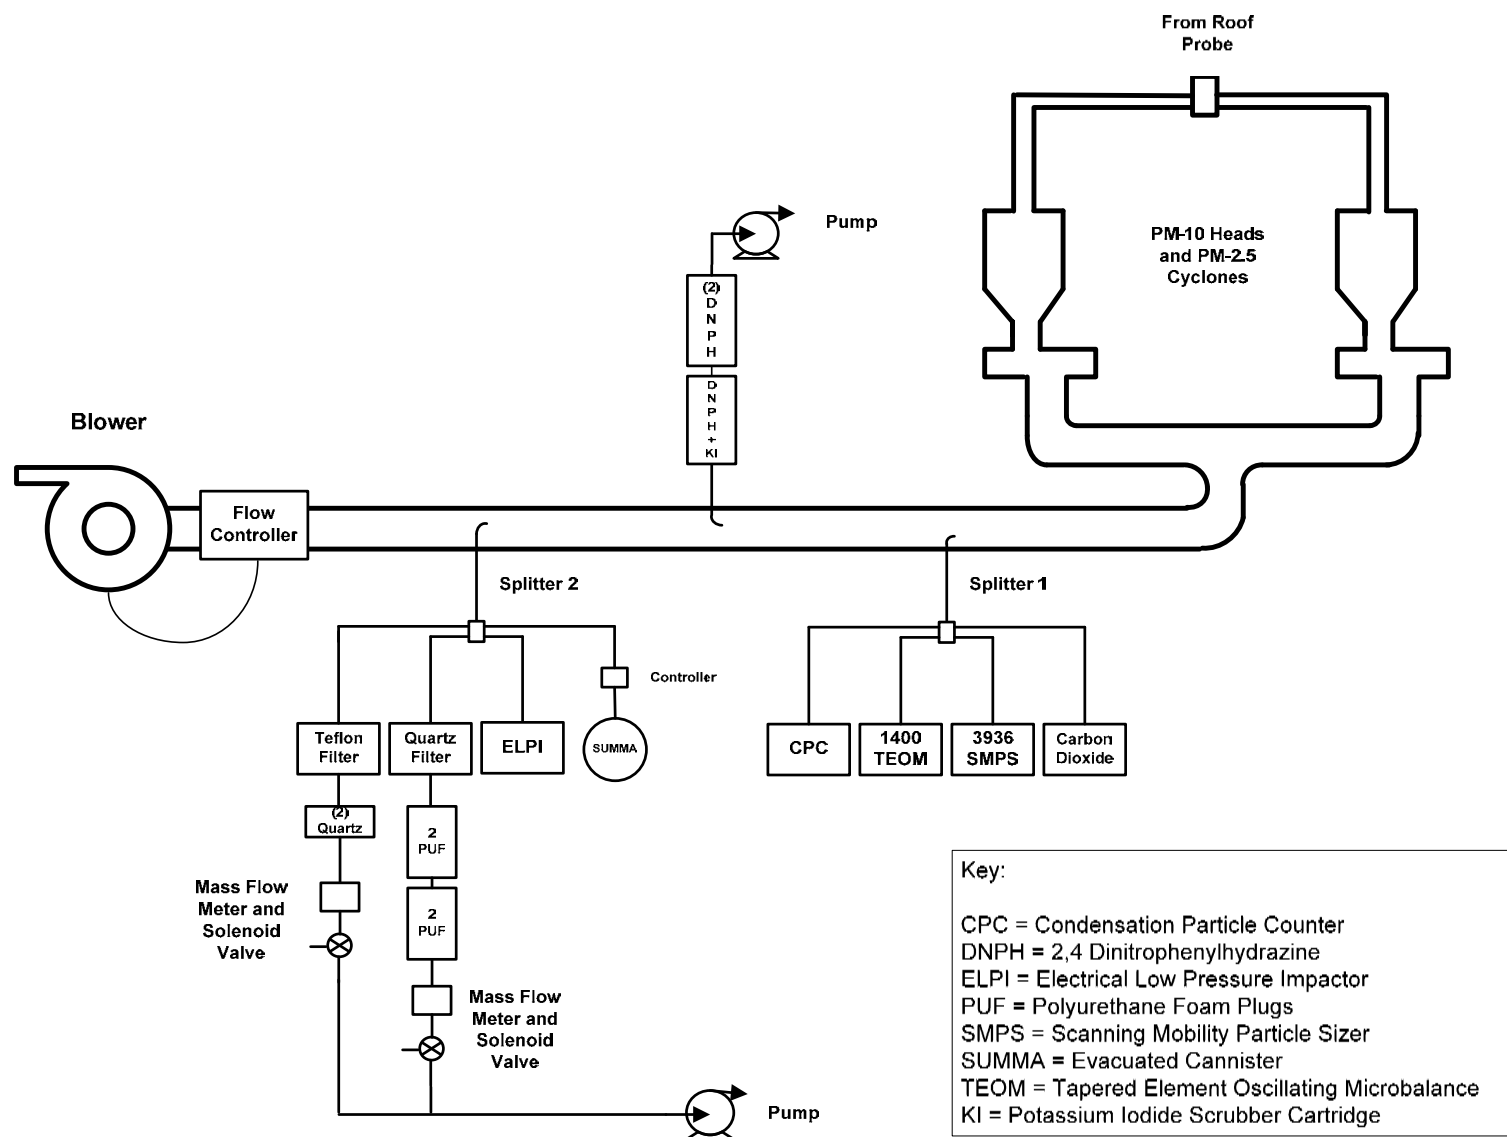 From Roof
Probe
Pump
PM-10 Heads
and PM-2.5
Cyclones
(2)
D
N
P
H
D
N
P
H
+
KI
Blower
Flow
Controller
Splitter 2
Splitter 1
Controller
Teflon
Filter
Quartz
Filter
ELPI
SUMMA
CPC
1400
TEOM
3936
SMPS
Carbon
Dioxide
(2)
Quartz
2
PUF
2
PUF
Mass Flow
Meter and
Solenoid
Valve
Mass Flow
Meter and
Solenoid
Valve
Pump
Key:
CPC = Condensation Particle Counter
DNPH = 2,4 Dinitrophenylhydrazine
ELPI = Electrical Low Pressure Impactor
PUF = Polyurethane Foam Plugs
SMPS = Scanning Mobility Particle Sizer
SUMMA = Evacuated Cannister
TEOM = Tapered Element Oscillating Microbalance
KI = Potassium Iodide Scrubber Cartridge